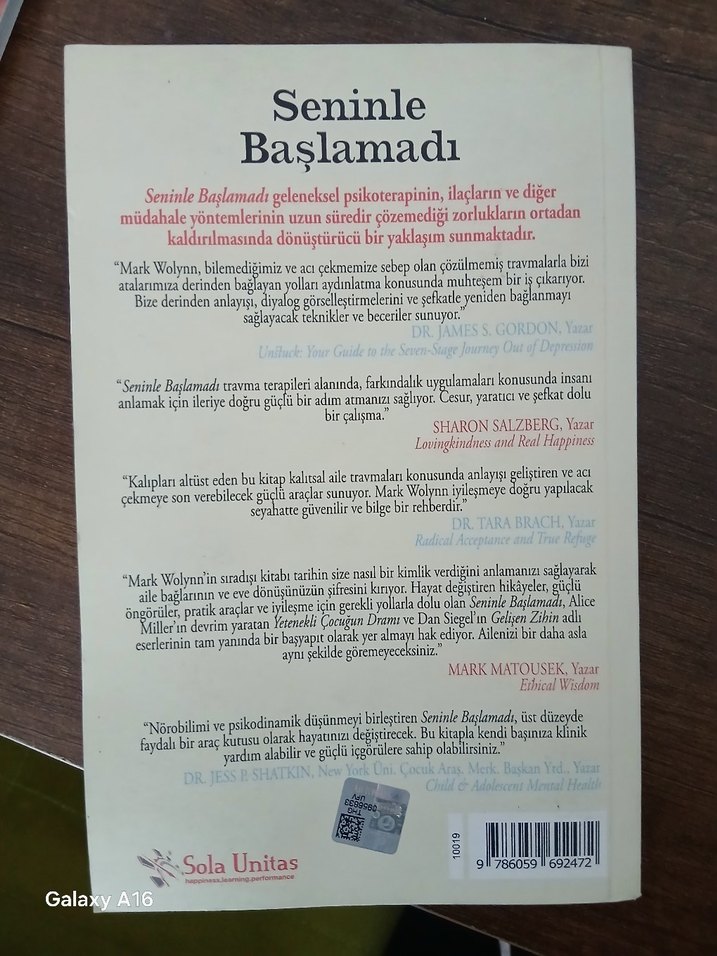 Seninle
Başlamadı
Seninle Başlamadı geleneksel psikoterapinin, ilaçların ve diğer
müdahale yöntemlerinin uzun süredir çözemediği zorlukların ortadan
kaldırılmasında dönüştürücü bir yaklaşım sunmaktadır.
“Mark Wolynn, bilemediğimiz ve acı çekmemize sebep olan çözülmemiş travmalarla bizi
atalarımıza derinden bağlayan yolları aydınlatma konusunda muhteşem bir iş çıkarıyor.
Bize derinden anlayışı, diyalog görselleştirmelerini ve şefkatle yeniden bağlanmayı
sağlayacak teknikler ve beceriler sunuyor.”
DR. JAMES S. GORDON, Yazar
Unstuck: Your Guide to the Seven-Stage Journey Out of Depression
“Seninle Başlamadı travma terapileri alanında, farkındalık uygulamaları konusunda insanı
anlamak için ileriye doğru güçlü bir adım atmanızı sağlıyor. Cesur, yaratıcı ve şefkat dolu
bir çalışma.”
SHARON SALZBERG, Yazar
Lovingkindness and Real Happiness
“Kalıpları altüst eden bu kitap kalıtsal aile travmaları konusunda anlayışı geliştiren ve acı
çekmeye son verebilecek güçlü araçlar sunuyor. Mark Wolynn iyileşmeye doğru yapılacak
seyahatte güvenilir ve bilge bir rehberdir.”
DR. TARA BRACH, Yazar
Radical Acceptance and True Refuge
“Mark Wolynn’in sıradışı kitabı tarihin size nasıl bir kimlik verdiğini anlamanızı sağlayarak
aile bağlarının ve eve dönüşünüzün şifresini kırıyor. Hayat değiştiren hikâyeler, güçlü
öngörüler, pratik araçlar ve iyileşme için gerekli yollarla dolu olan Seninle Başlamadı, Alice
Miller’ın devrim yaratan Yetenekli Çocuğun Dramı ve Dan Siegel’ın Gelişen Zihin adlı
eserlerinin tam yanında bir başyapıt olarak yer almayı hak ediyor. Ailenizi bir daha asla
aynı şekilde göremeyeceksiniz.”
MARK MATOUSEK, Yazar
Ethical Wisdom
“Nörobilimi ve psikodinamik düşünmeyi birleştiren Seninle Başlamadı, üst düzeyde
faydalı bir araç kutusu olarak hayatınızı değiştirecek. Bu kitapla kendi başınıza klinik
yardım alabilir ve güçlü içgörülere sahip olabilirsiniz.”
DR. JESS P. SHATKIN, New York Üni. Çocuk Araş. Merk. Başkan Yrd., Yazar
Child & Adolescent Mental Health
THG
UFV
0956633
Sola Unitas
happiness.learning.performance
10019
9 786059 692472
Galaxy A16